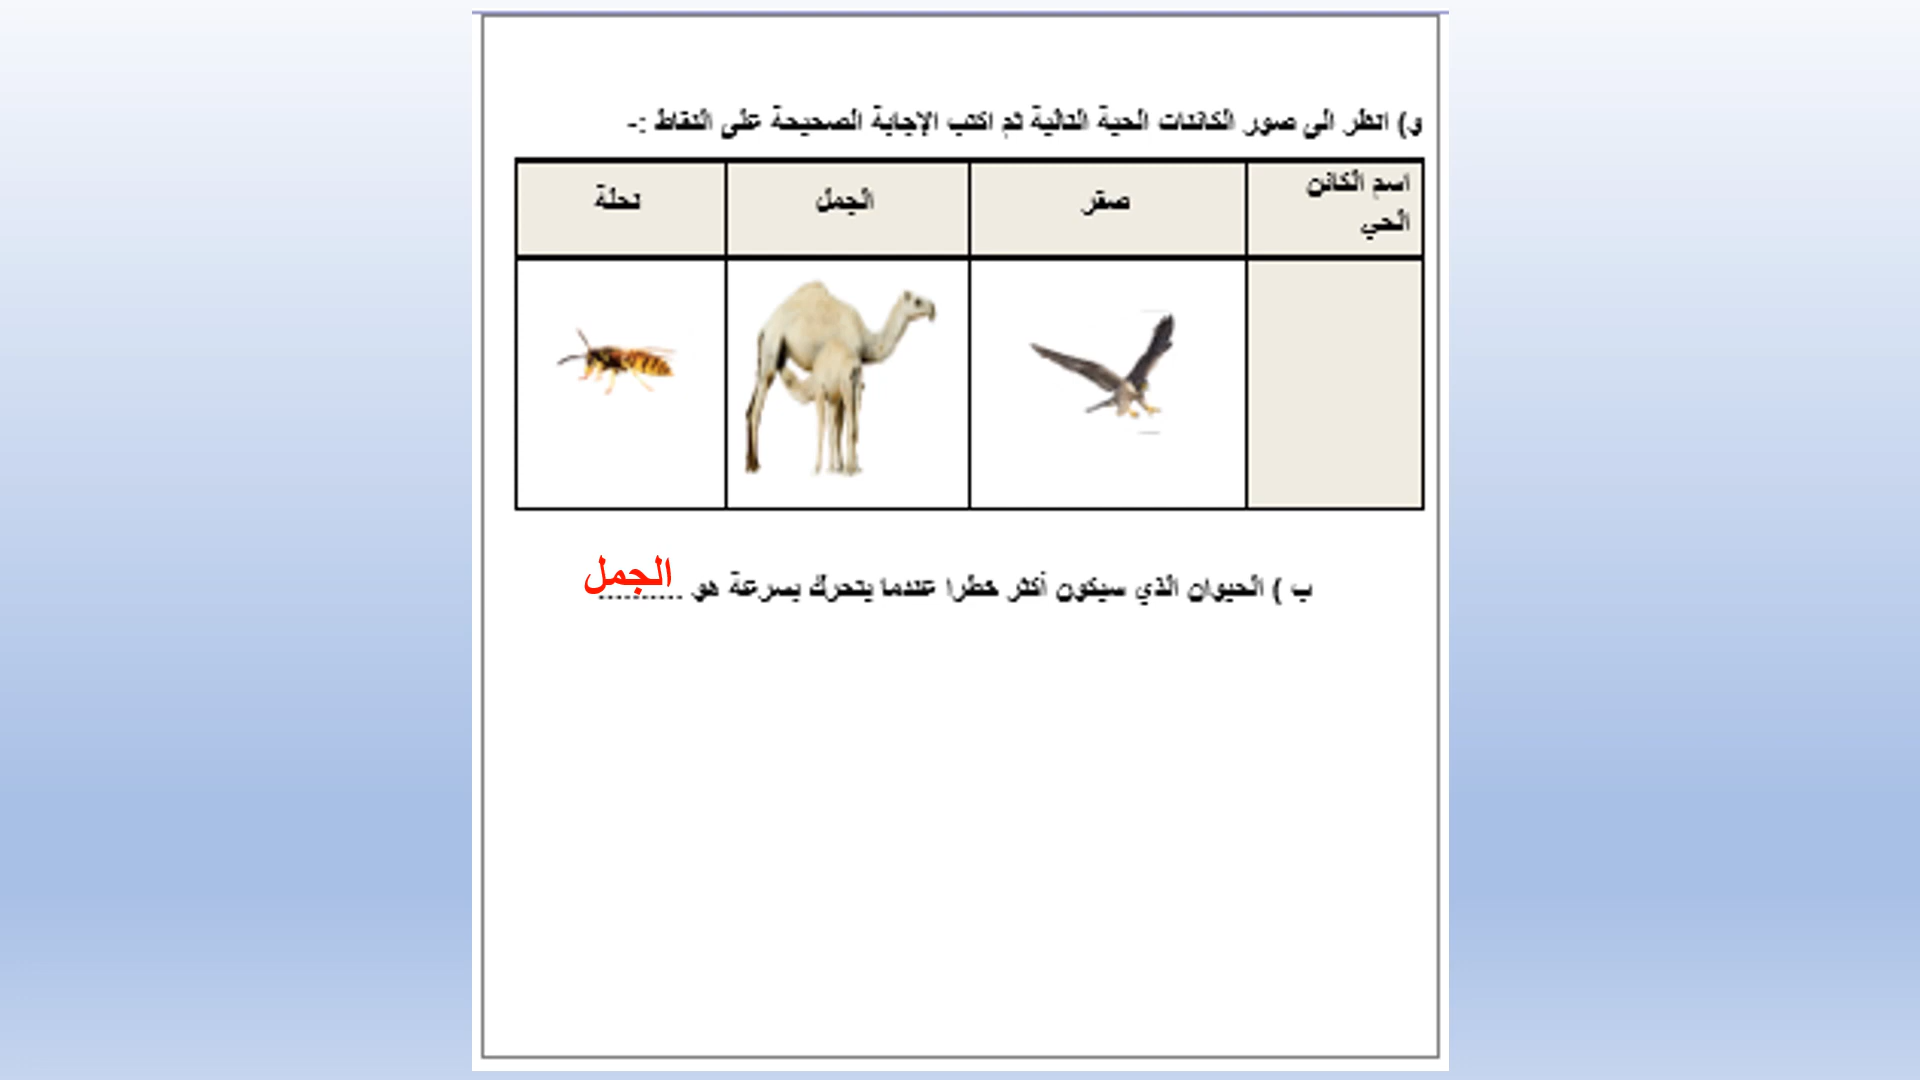 و) انظر الى صور الكائنات الحية التالية ثم اكتب الإجابة الصحيحة على النقاط :-
اسم الكائن
الحي
صقر
الجمل
نحلة
ب ) الحيوان الذي سيكون أكثر خطرا عندما يتحرك بسرعة هو ..........
الجمل